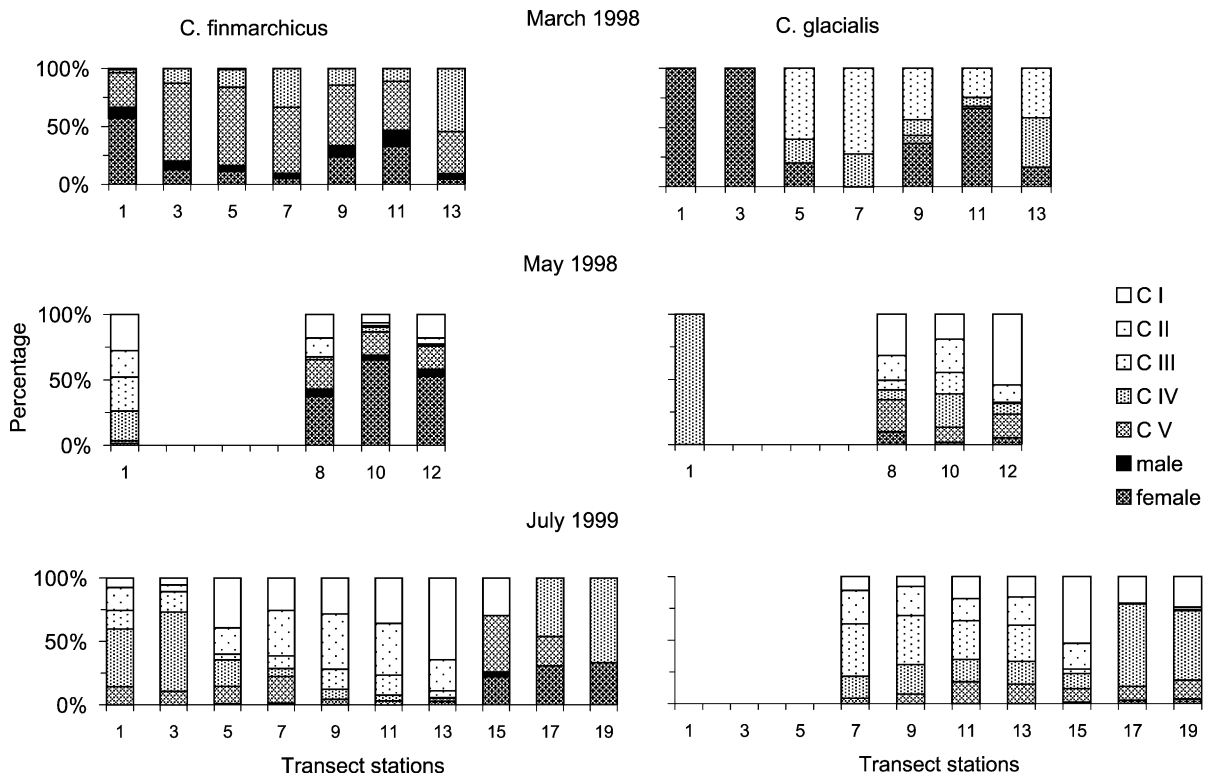 March 1998
C. finmarchicus
C. glacialis
100%
50%
0%
1 3 5 7 9 11 13
1 3 5 7 9 11 13
May 1998
Percentage
100%
50%
0%
1 8 10 12
1 8 10 12
C I
C II
C III
C IV
C V
male
female
July 1999
100%
50%
0%
1 3 5 7 9 11 13 15 17 19
1 3 5 7 9 11 13 15 17 19
Transect stations
Transect stations